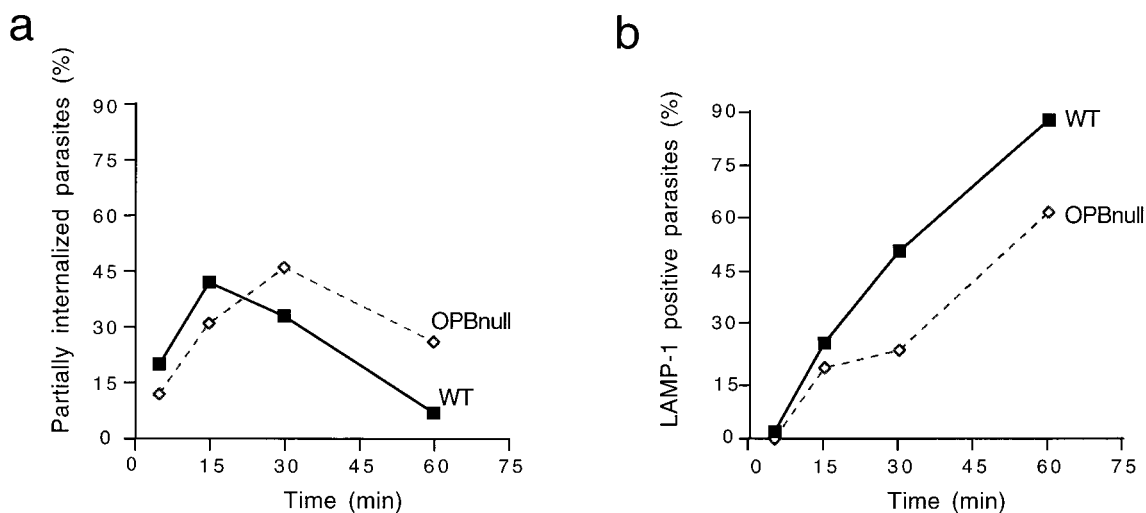 a
Partially internalized parasites (%)
90
75
60
45
30
15
0
OPBnull
WT
0 15 30 45 60 75
Time (min)
b
LAMP-1 positive parasites (%)
90
75
60
45
30
15
0
WT
OPBnull
0 15 30 45 60 75
Time (min)